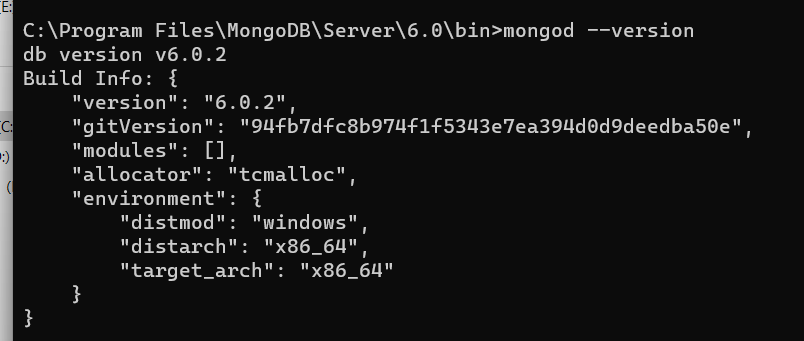 [E:
C:\Program Files\MongoDB\Server\6.0\bin>mongod --version
db version v6.0.2
Build Info: {
    "version": "6.0.2",
    "gitVersion": "94fb7dfc8b974f1f5343e7ea394d0d9deedba50e",
[C:
    "modules": [],
):)
    "allocator": "tcmalloc",
(
    "environment": {
        "distmod": "windows",
        "distarch": "x86_64",
        "target_arch": "x86_64"
    }
}